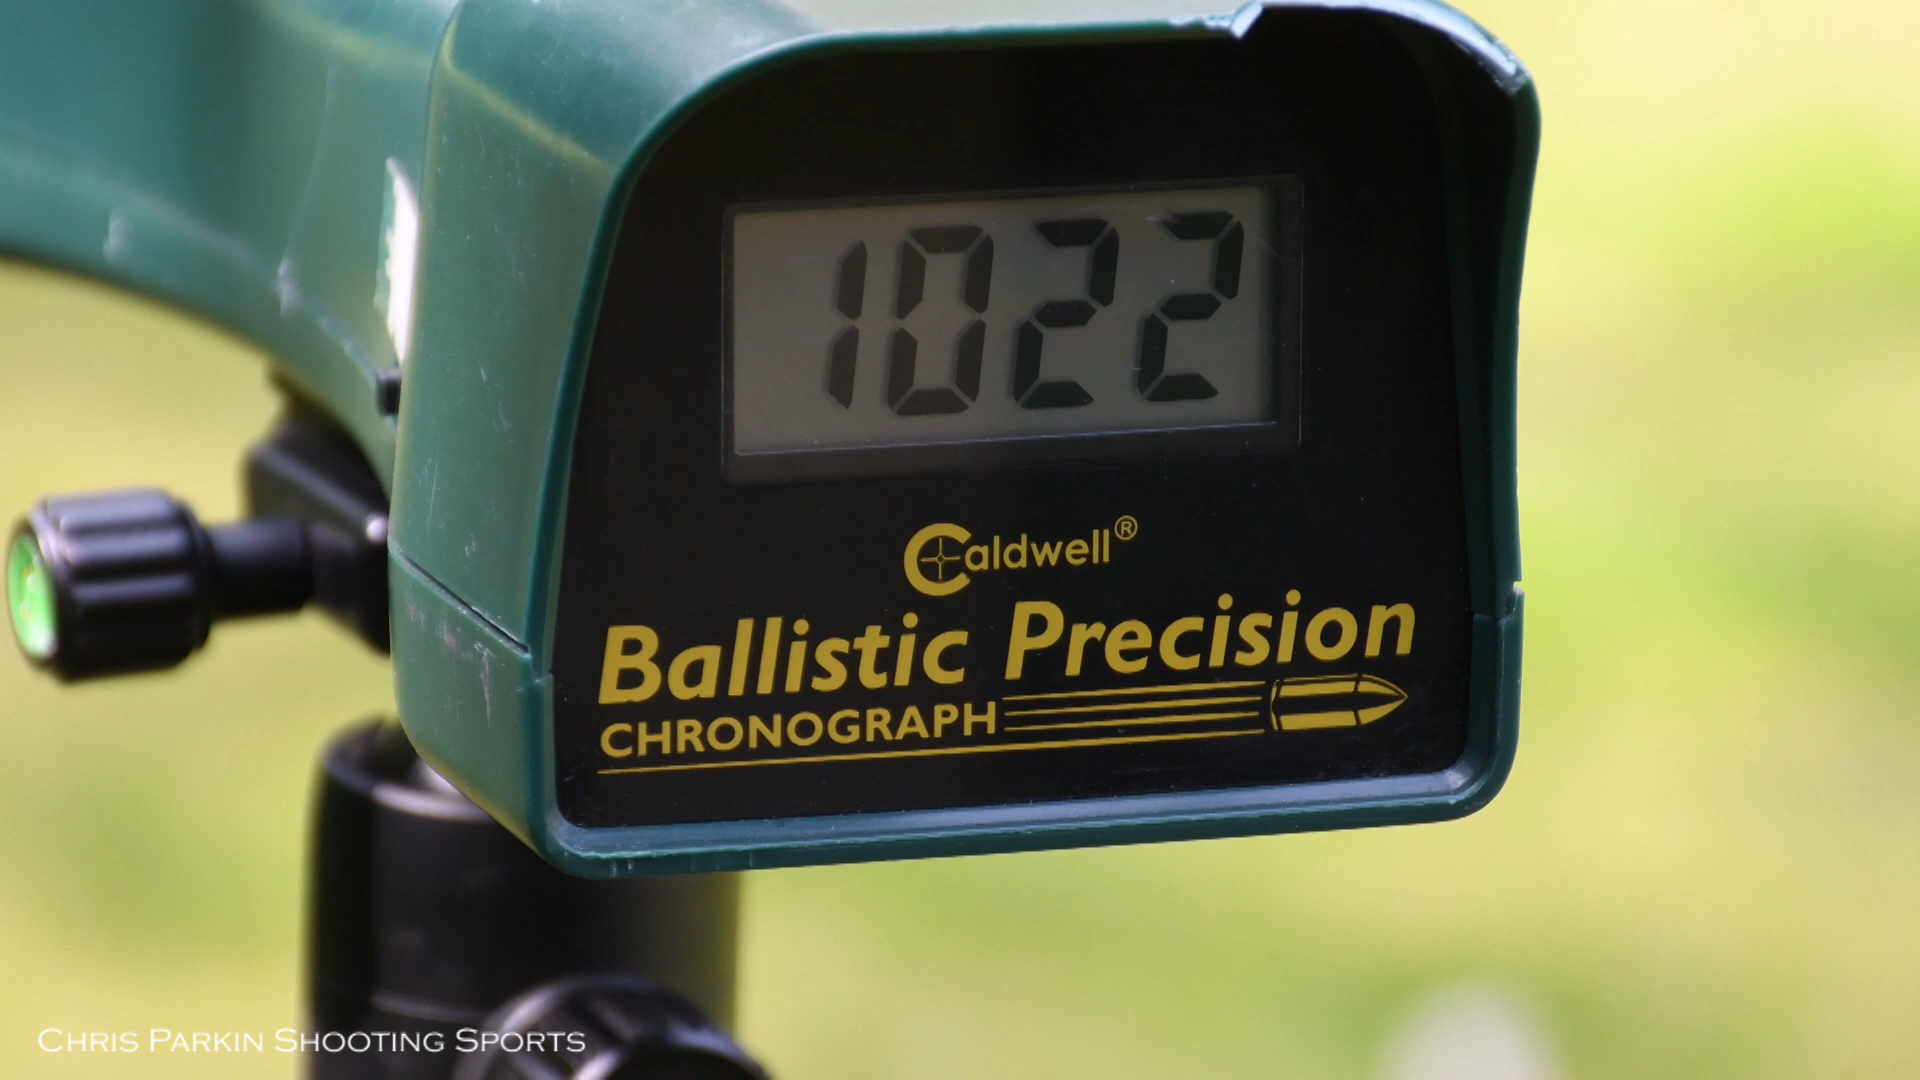 1022
Caldwell®
Ballistic Precision
CHRONOGRAPH
CHRIS PARKIN SHOOTING SPORTS